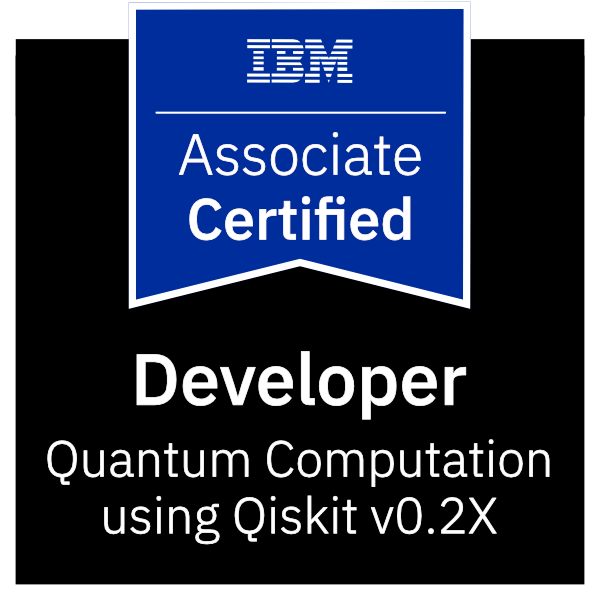 IBM
Associate
Certified
Developer
Quantum Computation
using Qiskit v0.2X